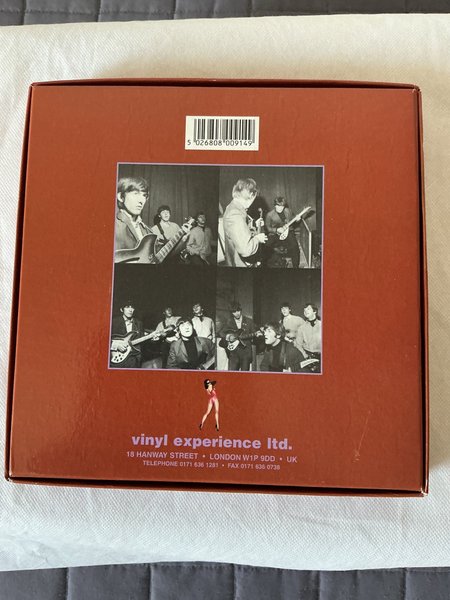 5 026808 009149
vinyl experience ltd.
18 HANWAY STREET • LONDON W1P 9DD • UK
TELEPHONE 0171 636 1281 • FAX 0171 636 0738